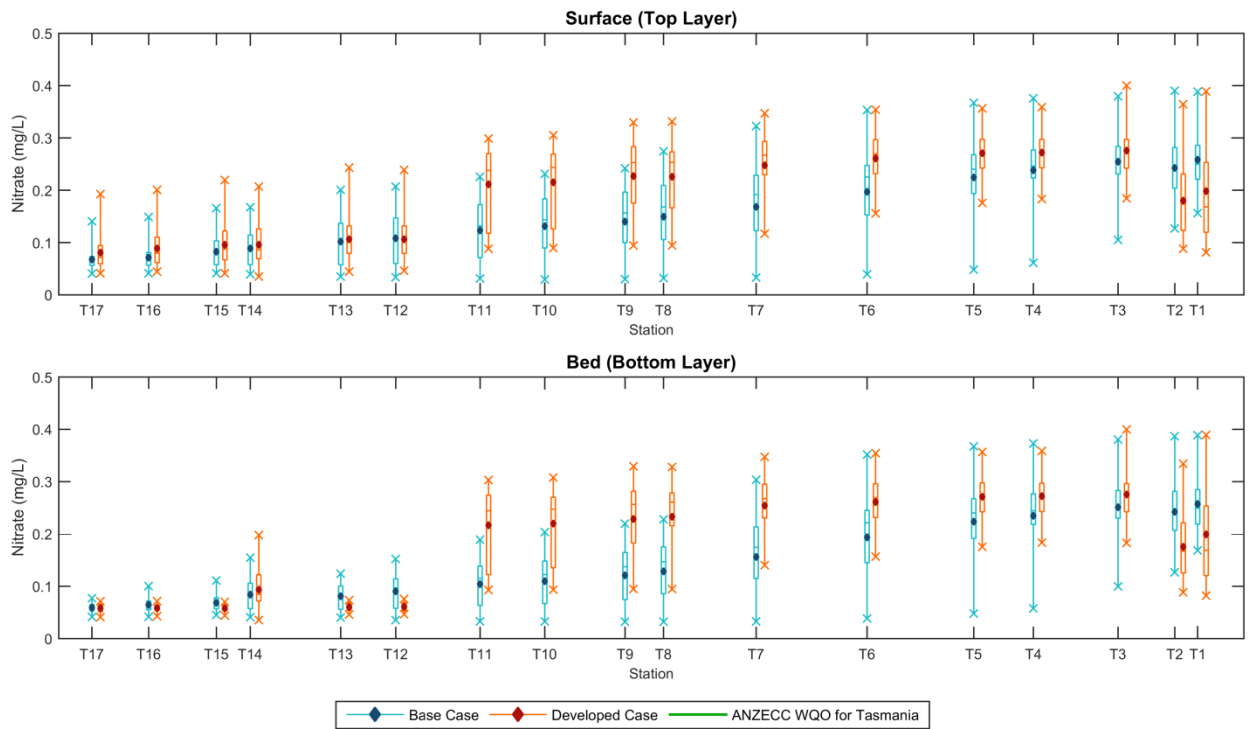 Surface (Top Layer)
Nitrate (mg/L)
0.5
0.4
0.3
0.2
0.1
0
T17 T16 T15 T14 T13 T12 T11 T10 T9 T8 T7 T6 T5 T4 T3 T2 T1
Station
Bed (Bottom Layer)
Nitrate (mg/L)
0.5
0.4
0.3
0.2
0.1
0
T17 T16 T15 T14 T13 T12 T11 T10 T9 T8 T7 T6 T5 T4 T3 T2 T1
Station
Base Case Developed Case ANZECC WQO for Tasmania